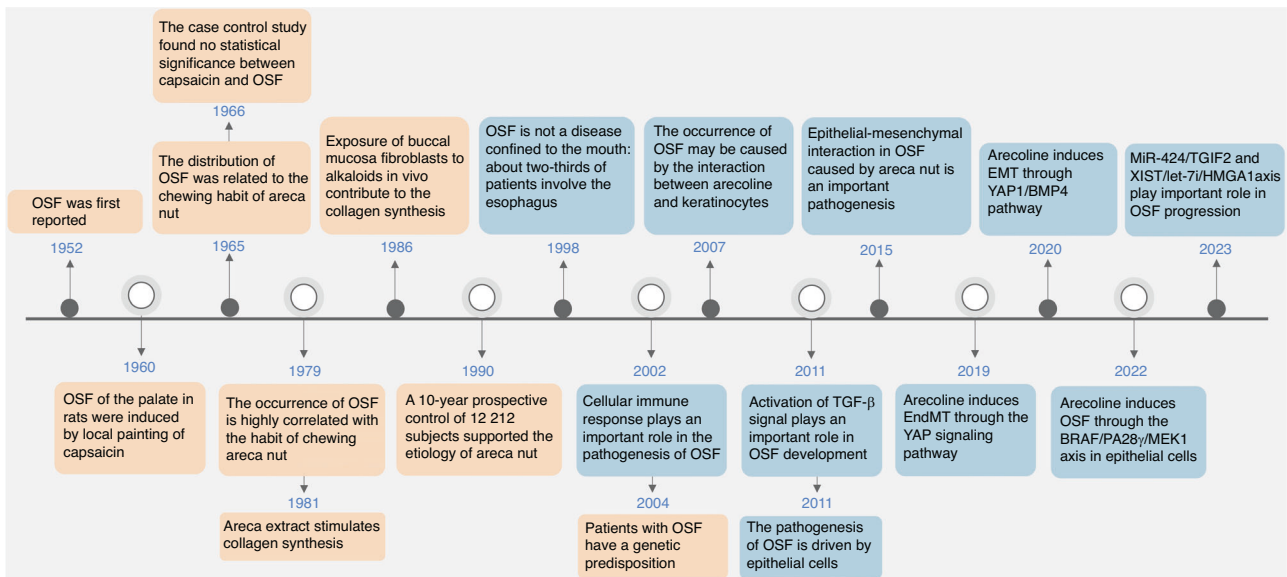 The case control study
found no statistical
significance between
capsaicin and OSF
1966
OSF was first
reported
1952
The distribution of
OSF was related to the
chewing habit of areca
nut
1965
Exposure of buccal
mucosa fibroblasts to
alkaloids in vivo
contribute to the
collagen synthesis
1986
OSF is not a disease
confined to the mouth:
about two-thirds of
patients involve the
esophagus
1998
The occurrence of
OSF may be caused
by the interaction
between arecoline
and keratinocytes
2007
Epithelial-mesenchymal
interaction in OSF
caused by areca nut is
an important
pathogenesis
2015
Arecoline induces
EMT through
YAP1/BMP4
pathway
2020
MiR-424/TGIF2 and
XIST/let-7i/HMGA1axis
play important role in
OSF progression
2023
1960
OSF of the palate in
rats were induced
by local painting of
capsaicin
1979
The occurrence of OSF
is highly correlated with
the habit of chewing
areca nut
1981
Areca extract stimulates
collagen synthesis
1990
A 10-year prospective
control of 12 212
subjects supported the
etiology of areca nut
2002
Cellular immune
response plays an
important role in the
pathogenesis of OSF
2004
Patients with OSF
have a genetic
predisposition
2011
Activation of TGF-β
signal plays an
important role in
OSF development
2011
The pathogenesis
of OSF is driven by
epithelial cells
2019
Arecoline induces
EndMT through the
YAP signaling
pathway
2022
Arecoline induces
OSF through the
BRAF/PA28γ/MEK1
axis in epithelial cells